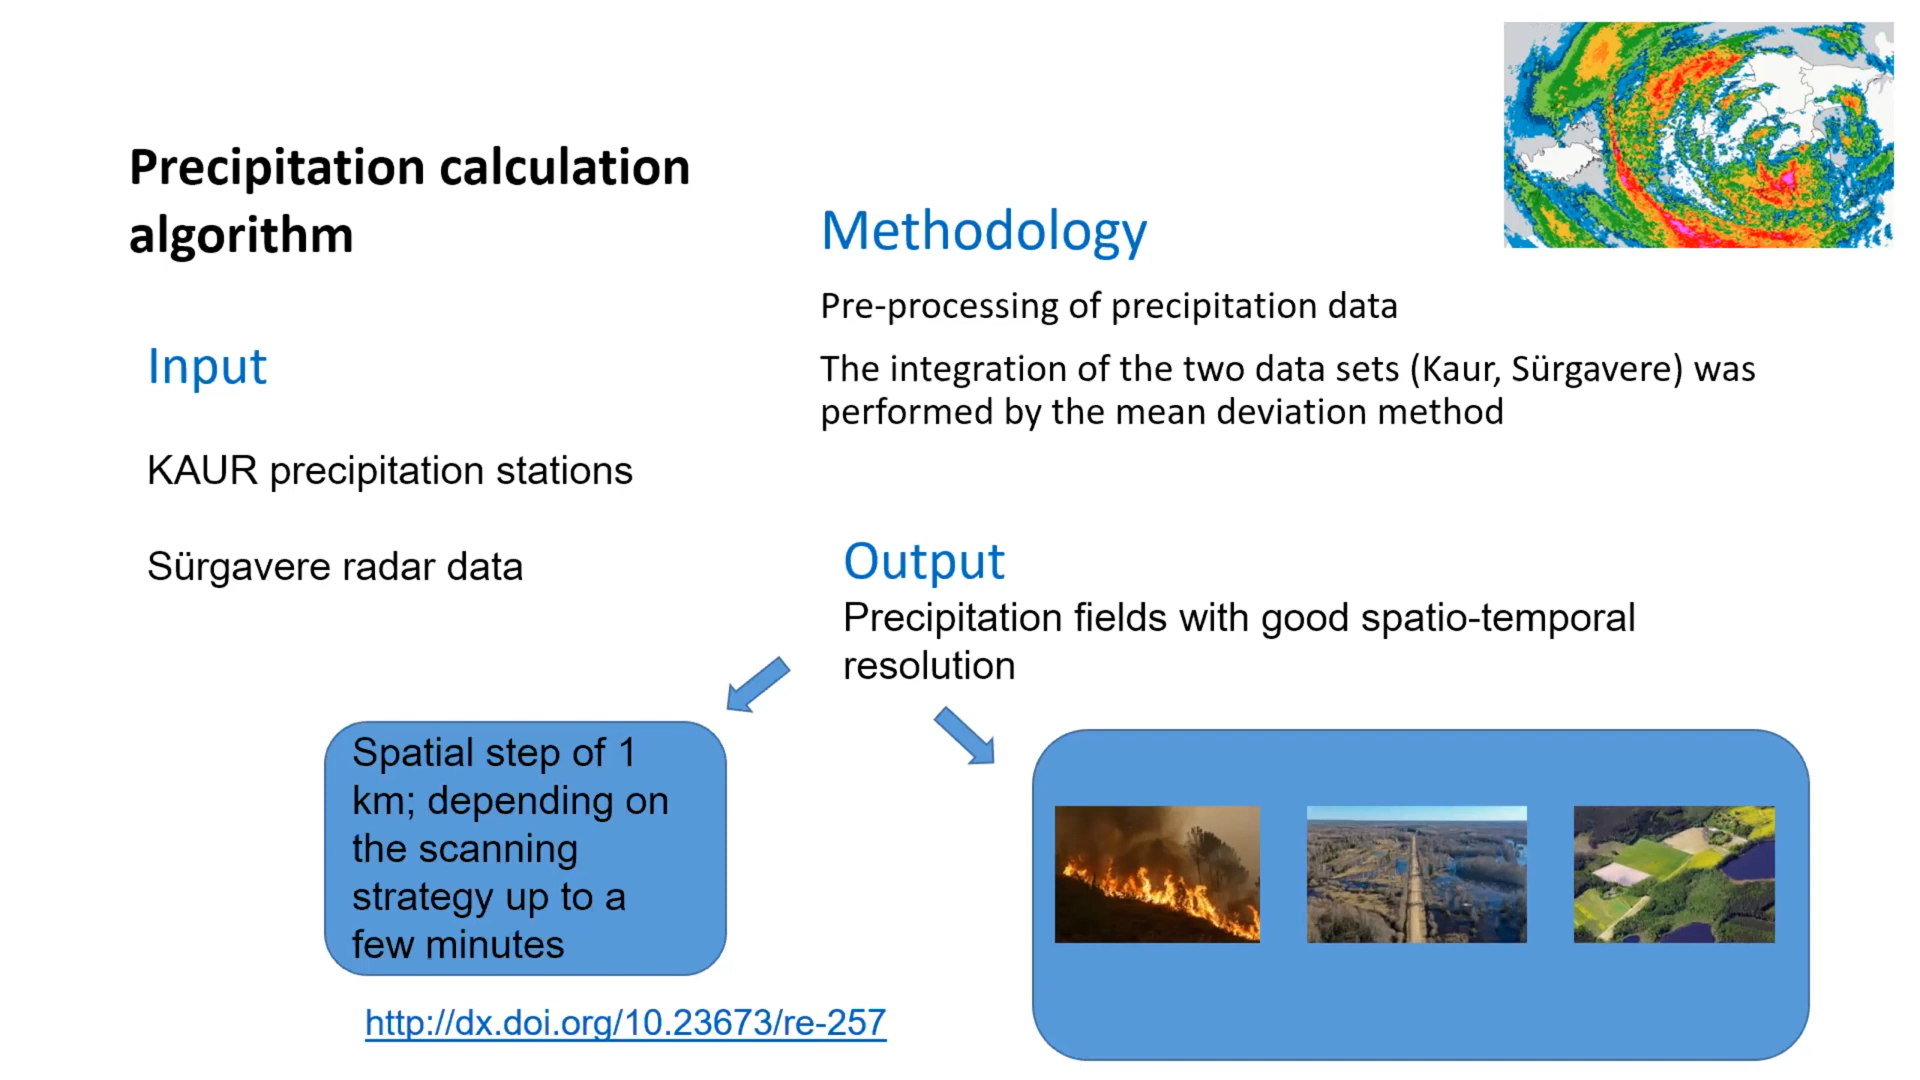 Precipitation calculation
algorithm
Input
KAUR precipitation stations
Sürgavere radar data
Methodology
Pre-processing of precipitation data
The integration of the two data sets (Kaur, Sürgavere) was
performed by the mean deviation method
Output
Precipitation fields with good spatio-temporal
resolution
Spatial step of 1
km; depending on
the scanning
strategy up to a
few minutes
http://dx.doi.org/10.23673/re-257